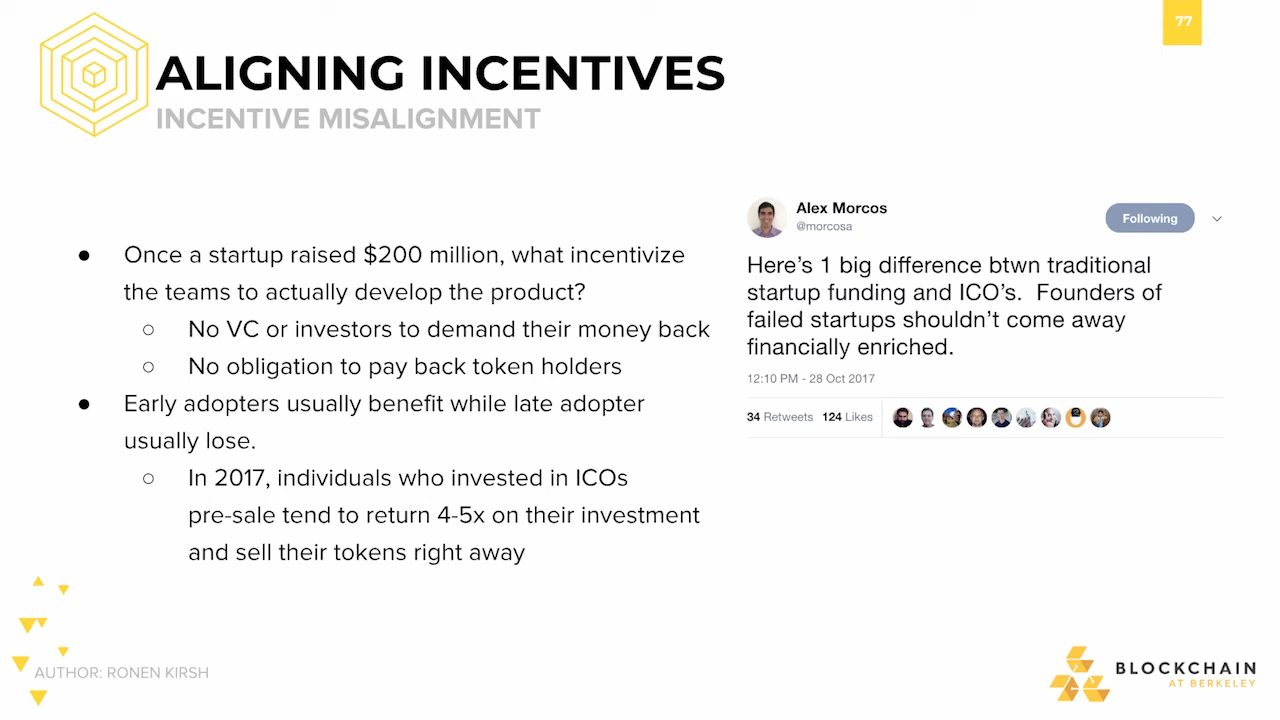 77
ALIGNING INCENTIVES
INCENTIVE MISALIGNMENT
● Once a startup raised $200 million, what incentivize
the teams to actually develop the product?
○ No VC or investors to demand their money back
○ No obligation to pay back token holders
● Early adopters usually benefit while late adopter
usually lose.
○ In 2017, individuals who invested in ICOs
pre-sale tend to return 4-5x on their investment
and sell their tokens right away
Alex Morcos
@morcosa
Following
Here’s 1 big difference btwn traditional
startup funding and ICO’s.  Founders of
failed startups shouldn’t come away
financially enriched.
12:10 PM - 28 Oct 2017
34 Retweets 124 Likes
AUTHOR: RONEN KIRSH
BLOCKCHAIN
AT BERKELEY